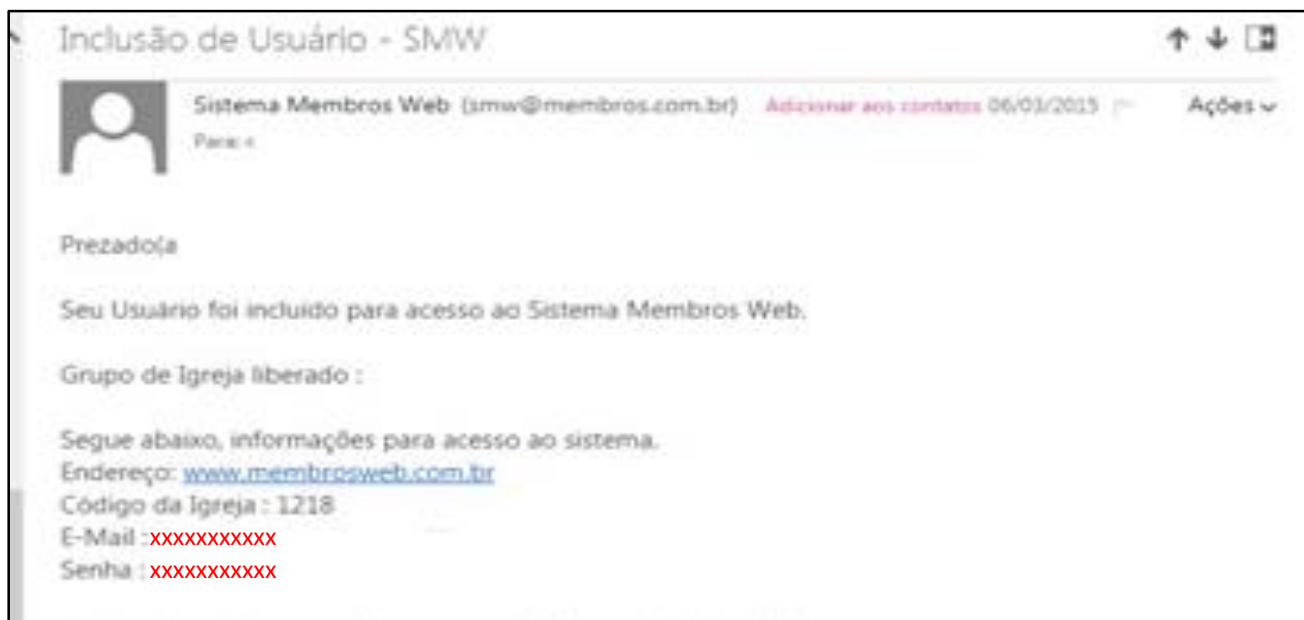 Inclusão de Usuário - SMW
Sistema Membros Web (smw@membros.com.br) Adicionar aos contatos 06/03/2015 Ações
Para:
Prezado(a
Seu Usuário foi incluido para acesso ao Sistema Membros Web.
Grupo de Igreja liberado :
Segue abaixo, informações para acesso ao sistema.
Endereço: www.membrosweb.com.br
Código da Igreja : 1218
E-Mail :xxxxxxxxxxx
Senha : xxxxxxxxxxx